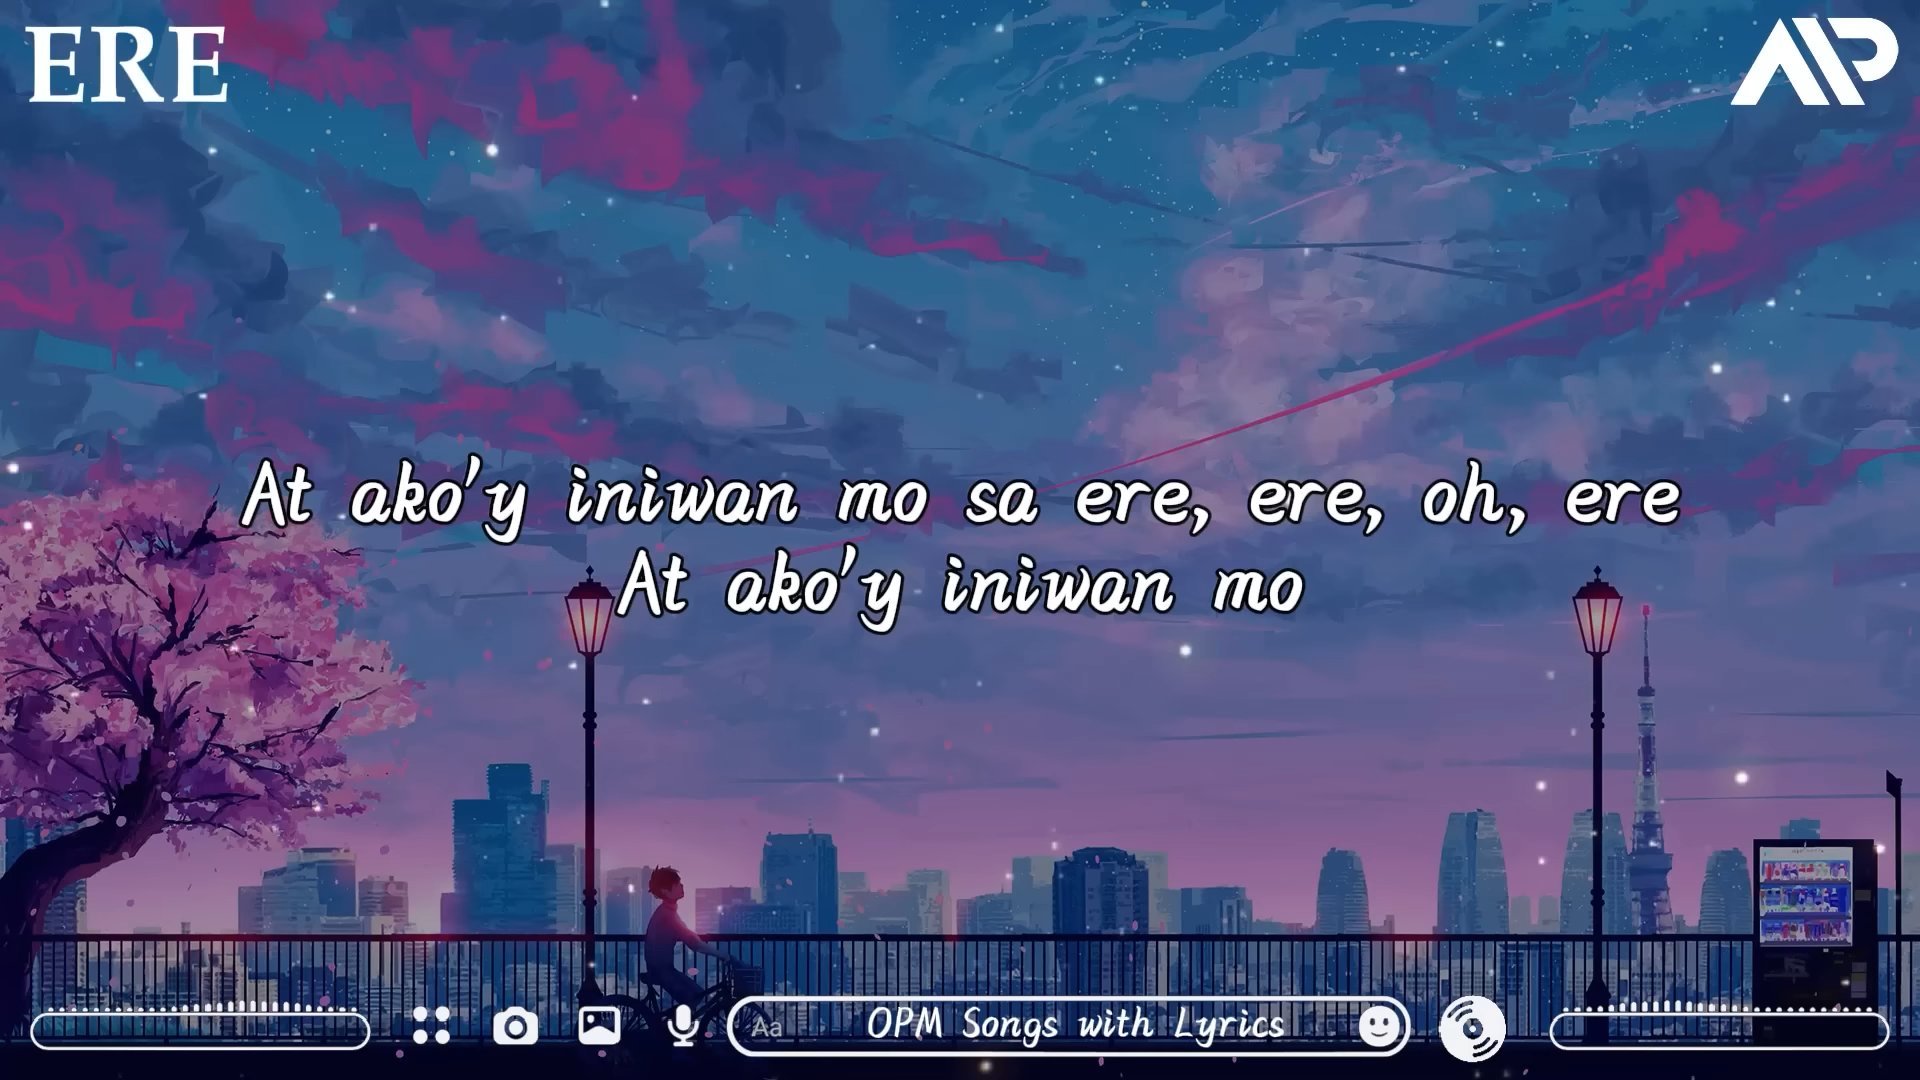 ERE
AP
At ako'y iniwan mo sa ere, ere, oh, ere
At ako'y iniwan mo
Aa OPM Songs with Lyrics